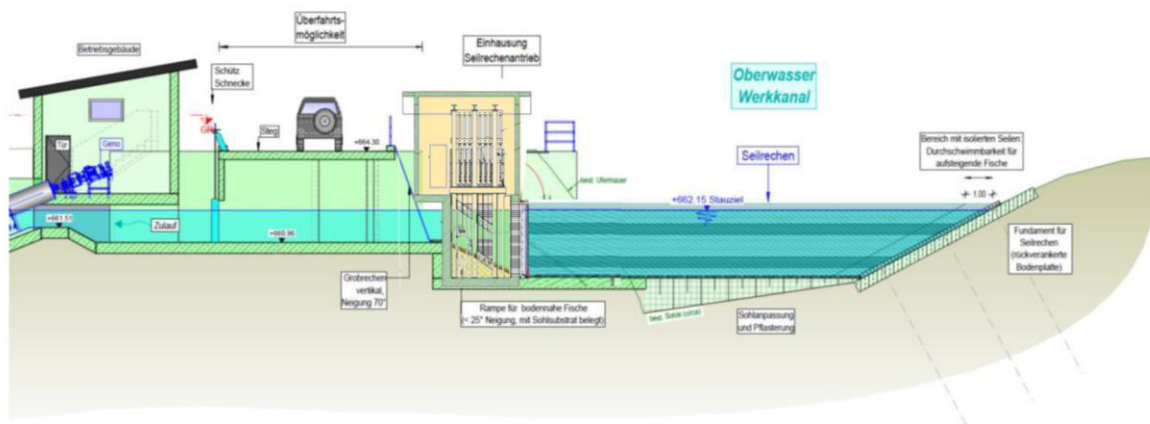 Überfahrts-
möglichkeit
Betriebsgebäude
Einhausung
Seilrechenantrieb
Schütz
Schnecke
Oberwasser
Werkkanal
Steg
+664.30
Tür
Geno
Bereich mit isolierten Seilen:
Durchschwimmbarkeit für
aufsteigende Fische
Seilrechen
best. Ufermauer
1.00
+662.15 Stauziel
+661.51
Zulauf
+660.96
Fundament für
Seilrechen
(rückverankerte
Bodenplatte)
Grobrechen
vertikal,
Neigung 70°
Rampe für bodennahe Fische
(< 25° Neigung, mit Sohlsubstrat belegt)
Sohlanpassung
und Pflasterung